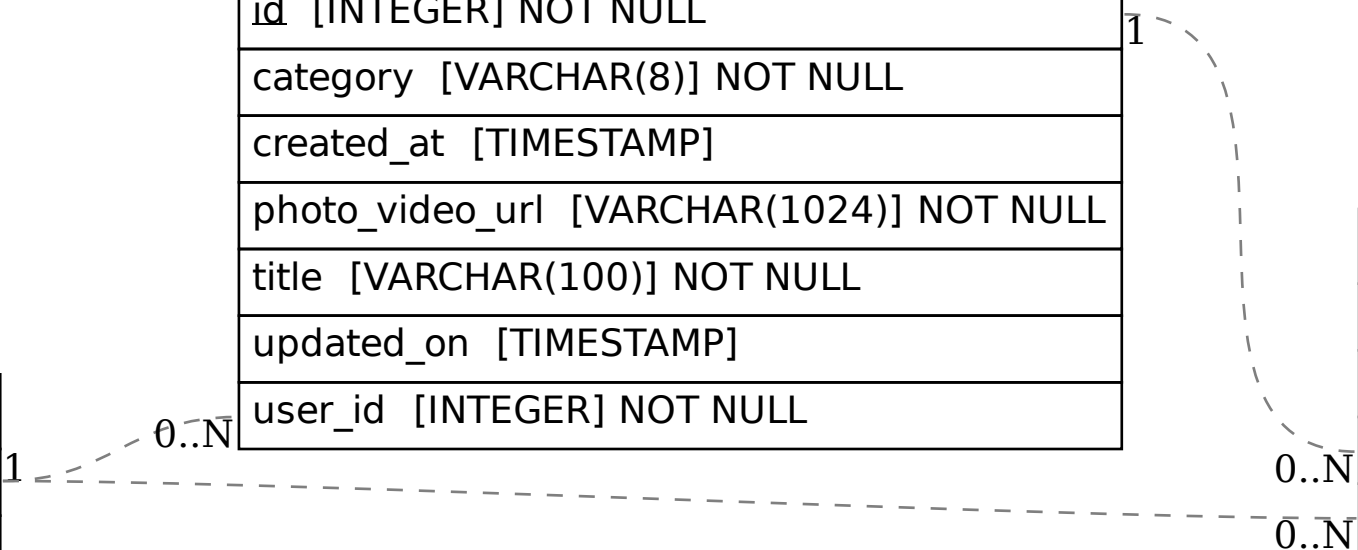 id [INTEGER] NOT NULL
1
category [VARCHAR(8)] NOT NULL
created_at [TIMESTAMP]
photo_video_url [VARCHAR(1024)] NOT NULL
title [VARCHAR(100)] NOT NULL
updated_on [TIMESTAMP]
user_id [INTEGER] NOT NULL
0..N
1
0..N
0..N